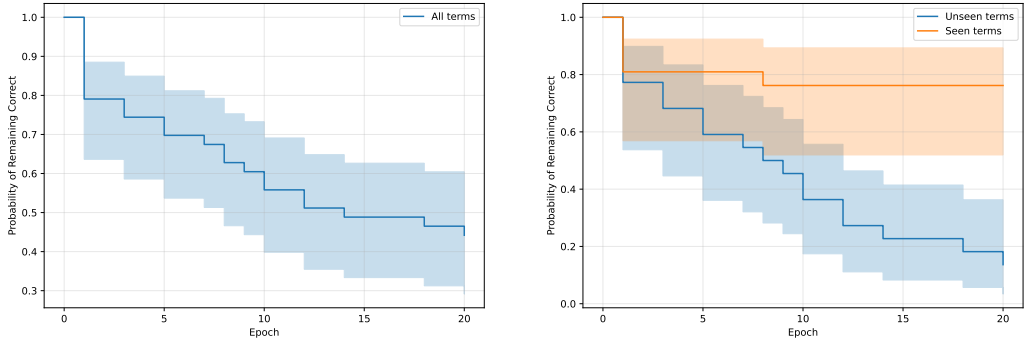 All terms
Probability of Remaining Correct
1.0
0.9
0.8
0.7
0.6
0.5
0.4
0.3
0 5 10 15 20
Epoch
Unseen terms
Seen terms
Probability of Remaining Correct
1.0
0.8
0.6
0.4
0.2
0.0
0 5 10 15 20
Epoch